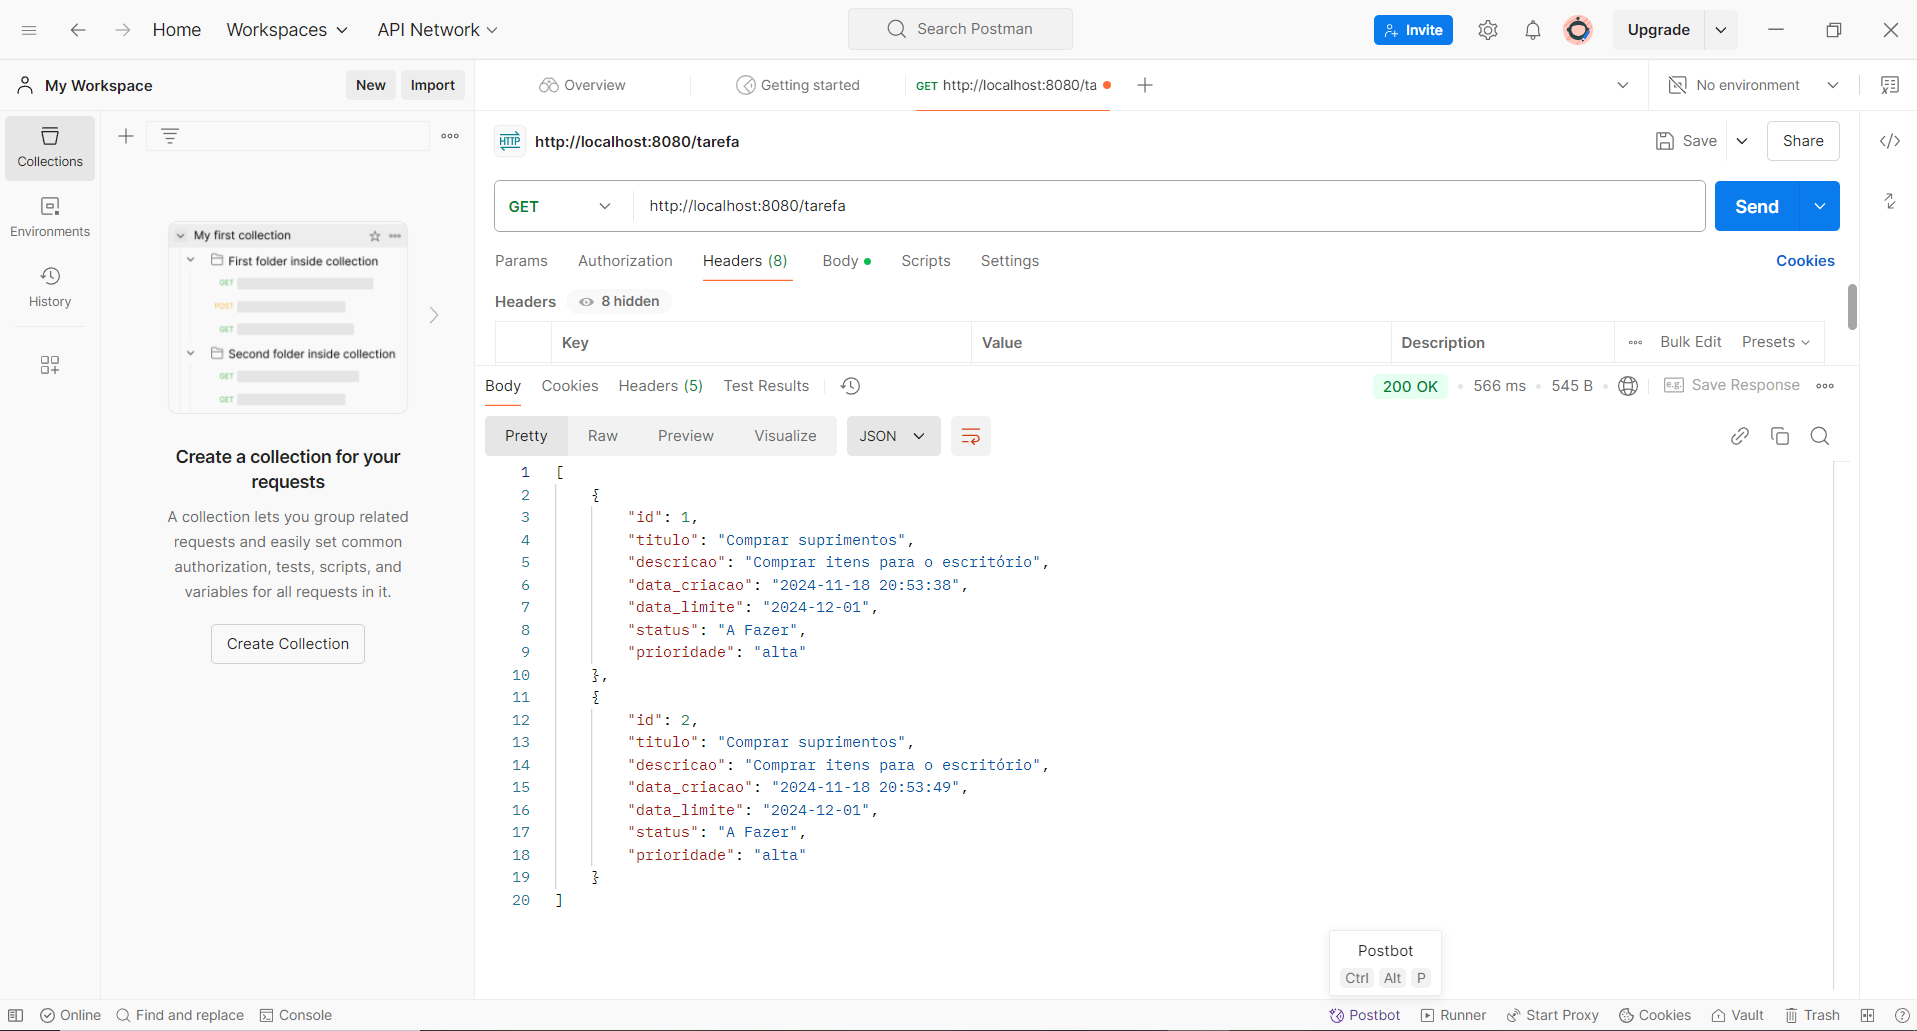 Home Workspaces API Network Search Postman Invite Upgrade
My Workspace New Import Overview Getting started GET http://localhost:8080/ta No environment
Collections
Environments
History
My first collection
First folder inside collection
GET
POST
GET
Second folder inside collection
GET
GET
Create a collection for your
requests
A collection lets you group related
requests and easily set common
authorization, tests, scripts, and
variables for all requests in it.
Create Collection
HTTP http://localhost:8080/tarefa Save Share
GET http://localhost:8080/tarefa Send
Params Authorization Headers (8) Body Scripts Settings Cookies
Headers 8 hidden
Key Value Description Bulk Edit Presets
Body Cookies Headers (5) Test Results 200 OK 566 ms 545 B e.g. Save Response
Pretty Raw Preview Visualize JSON
1 [
2 {
3 "id": 1,
4 "titulo": "Comprar suprimentos",
5 "descricao": "Comprar itens para o escritório",
6 "data_criacao": "2024-11-18 20:53:38",
7 "data_limite": "2024-12-01",
8 "status": "A Fazer",
9 "prioridade": "alta"
10 },
11 {
12 "id": 2,
13 "titulo": "Comprar suprimentos",
14 "descricao": "Comprar itens para o escritório",
15 "data_criacao": "2024-11-18 20:53:49",
16 "data_limite": "2024-12-01",
17 "status": "A Fazer",
18 "prioridade": "alta"
19 }
20 ]
Postbot
Ctrl Alt P
Online Find and replace Console Postbot Runner Start Proxy Cookies Vault Trash